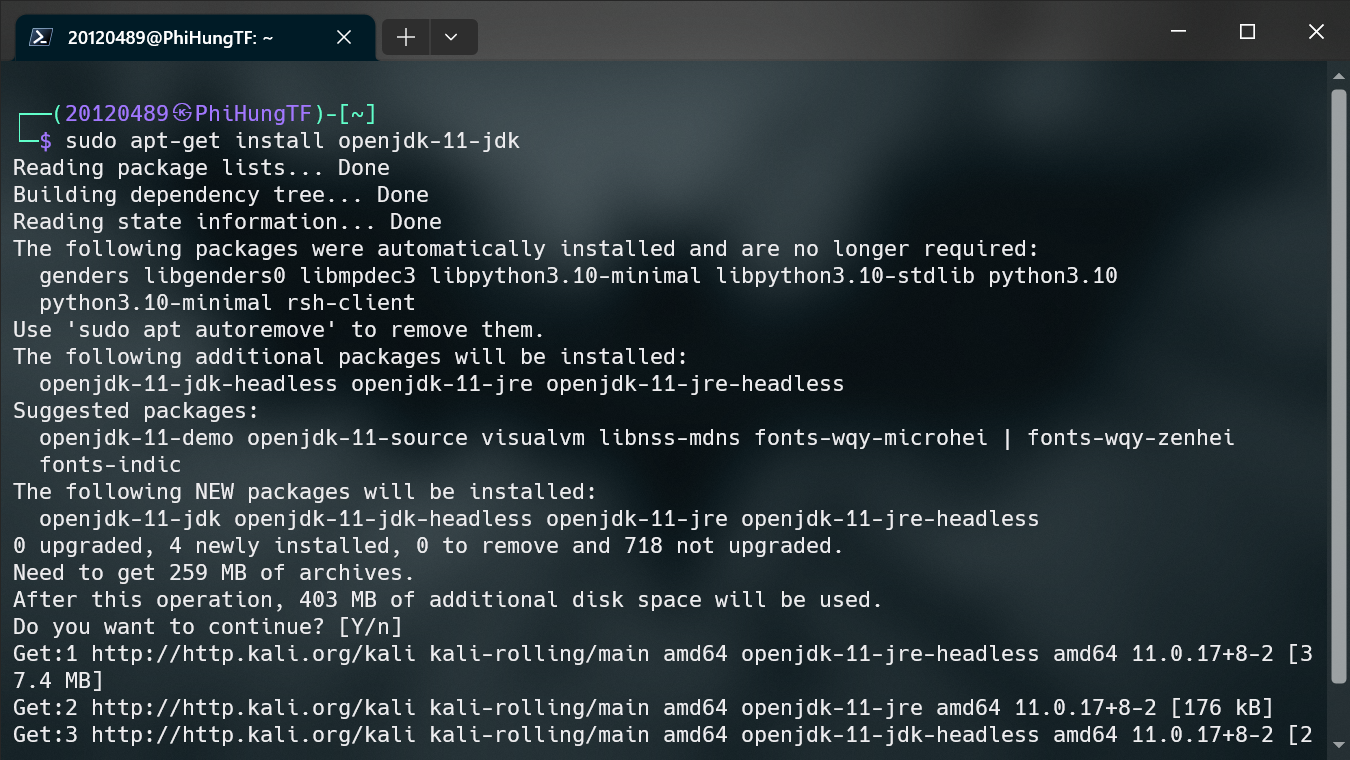 20120489@PhiHungTF: ~
(20120489㉿PhiHungTF)-[~]
$ sudo apt-get install openjdk-11-jdk
Reading package lists... Done
Building dependency tree... Done
Reading state information... Done
The following packages were automatically installed and are no longer required:
genders libgenders0 libmpdec3 libpython3.10-minimal libpython3.10-stdlib python3.10
python3.10-minimal rsh-client
Use 'sudo apt autoremove' to remove them.
The following additional packages will be installed:
openjdk-11-jdk-headless openjdk-11-jre openjdk-11-jre-headless
Suggested packages:
openjdk-11-demo openjdk-11-source visualvm libnss-mdns fonts-wqy-microhei | fonts-wqy-zenhei
fonts-indic
The following NEW packages will be installed:
openjdk-11-jdk openjdk-11-jdk-headless openjdk-11-jre openjdk-11-jre-headless
0 upgraded, 4 newly installed, 0 to remove and 718 not upgraded.
Need to get 259 MB of archives.
After this operation, 403 MB of additional disk space will be used.
Do you want to continue? [Y/n]
Get:1 http://http.kali.org/kali kali-rolling/main amd64 openjdk-11-jre-headless amd64 11.0.17+8-2 [3
7.4 MB]
Get:2 http://http.kali.org/kali kali-rolling/main amd64 openjdk-11-jre amd64 11.0.17+8-2 [176 kB]
Get:3 http://http.kali.org/kali kali-rolling/main amd64 openjdk-11-jdk-headless amd64 11.0.17+8-2 [2